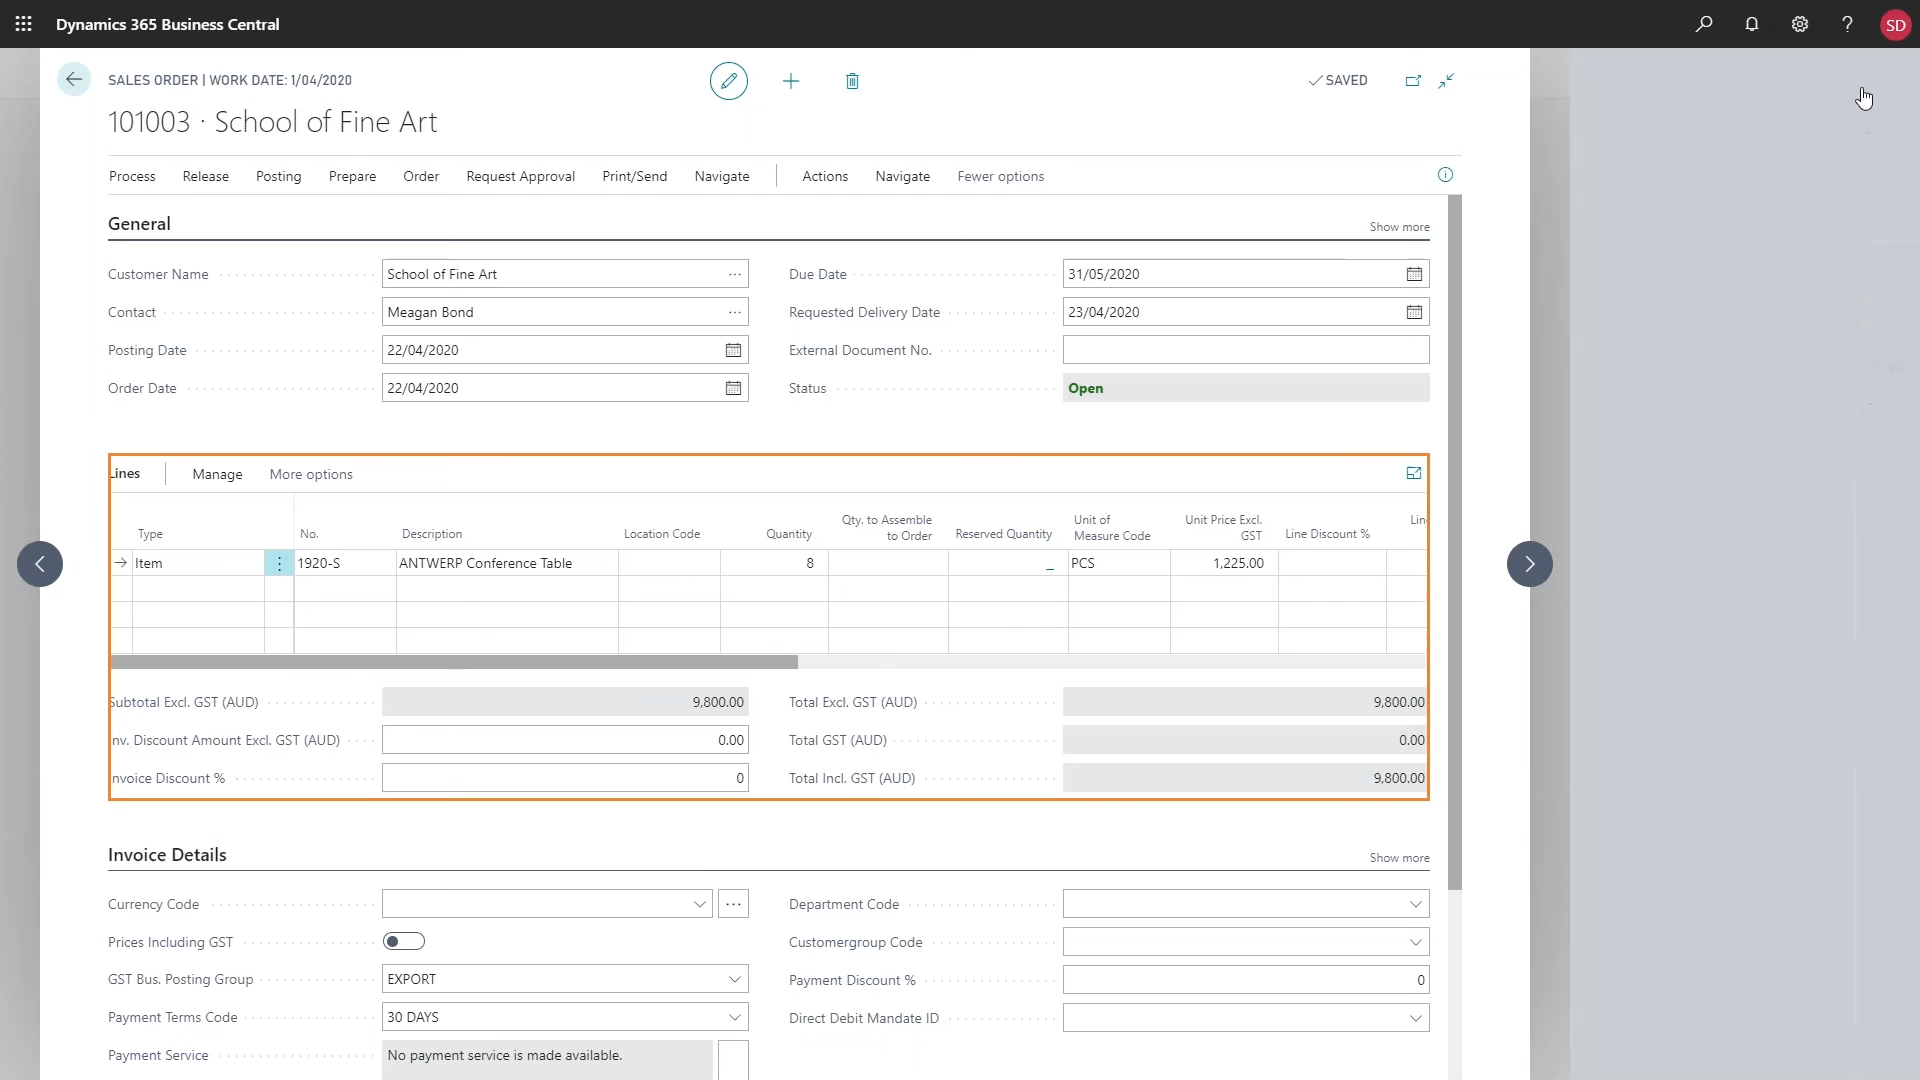 Dynamics 365 Business Central
?
SD
SALES ORDER | WORK DATE: 1/04/2020
SAVED
101003 · School of Fine Art
Process Release Posting Prepare Order Request Approval Print/Send Navigate Actions Navigate Fewer options
General
Show more
Customer Name School of Fine Art
Due Date 31/05/2020
Contact Meagan Bond
Requested Delivery Date 23/04/2020
Posting Date 22/04/2020
External Document No.
Order Date 22/04/2020
Status Open
Lines Manage More options
Type No. Description Location Code Quantity Qty. to Assemble to Order Reserved Quantity Unit of Measure Code Unit Price Excl. GST Line Discount % Lin
Item 1920-S ANTWERP Conference Table 8 _ PCS 1,225.00
Subtotal Excl. GST (AUD) 9,800.00
Total Excl. GST (AUD) 9,800.00
nv. Discount Amount Excl. GST (AUD) 0.00
Total GST (AUD) 0.00
nvoice Discount % 0
Total Incl. GST (AUD) 9,800.00
Invoice Details
Show more
Currency Code
Department Code
Prices Including GST
Customergroup Code
GST Bus. Posting Group EXPORT
Payment Discount % 0
Payment Terms Code 30 DAYS
Direct Debit Mandate ID
Payment Service No payment service is made available.